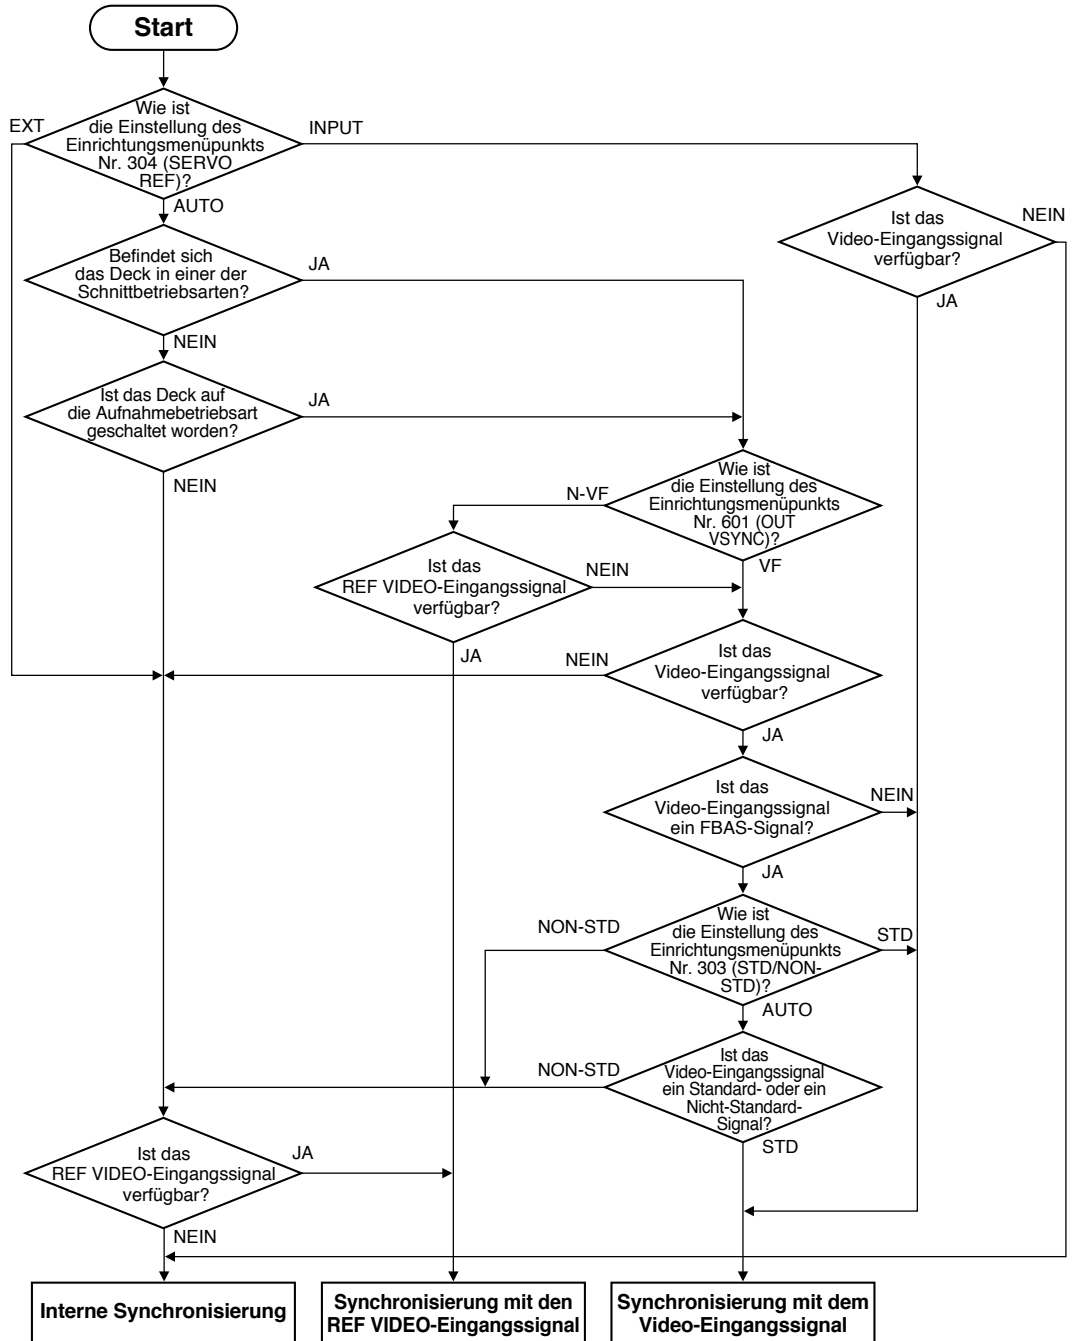 Start
Wie ist
die Einstellung des
Einrichtungsmenüpunkts
Nr. 304 (SERVO
REF)?
EXT
INPUT
AUTO
Ist das
Video-Eingangssignal
verfügbar?
NEIN
JA
Befindet sich
das Deck in einer der
Schnittbetriebsarten?
JA
NEIN
Ist das Deck auf
die Aufnahmebetriebsart
geschaltet worden?
JA
NEIN
Wie ist
die Einstellung des
Einrichtungsmenüpunkts
Nr. 601 (OUT
VSYNC)?
N-VF
VF
Ist das
REF VIDEO-Eingangssignal
verfügbar?
NEIN
JA
Ist das
Video-Eingangssignal
verfügbar?
NEIN
JA
Ist das
Video-Eingangssignal
ein FBAS-Signal?
NEIN
JA
Wie ist
die Einstellung des
Einrichtungsmenüpunkts
Nr. 303 (STD/NON-
STD)?
NON-STD
STD
AUTO
Ist das
Video-Eingangssignal
ein Standard- oder ein
Nicht-Standard-
Signal?
NON-STD
STD
Ist das
REF VIDEO-Eingangssignal
verfügbar?
JA
NEIN
Interne Synchronisierung
Synchronisierung mit den
REF VIDEO-Eingangssignal
Synchronisierung mit dem
Video-Eingangssignal